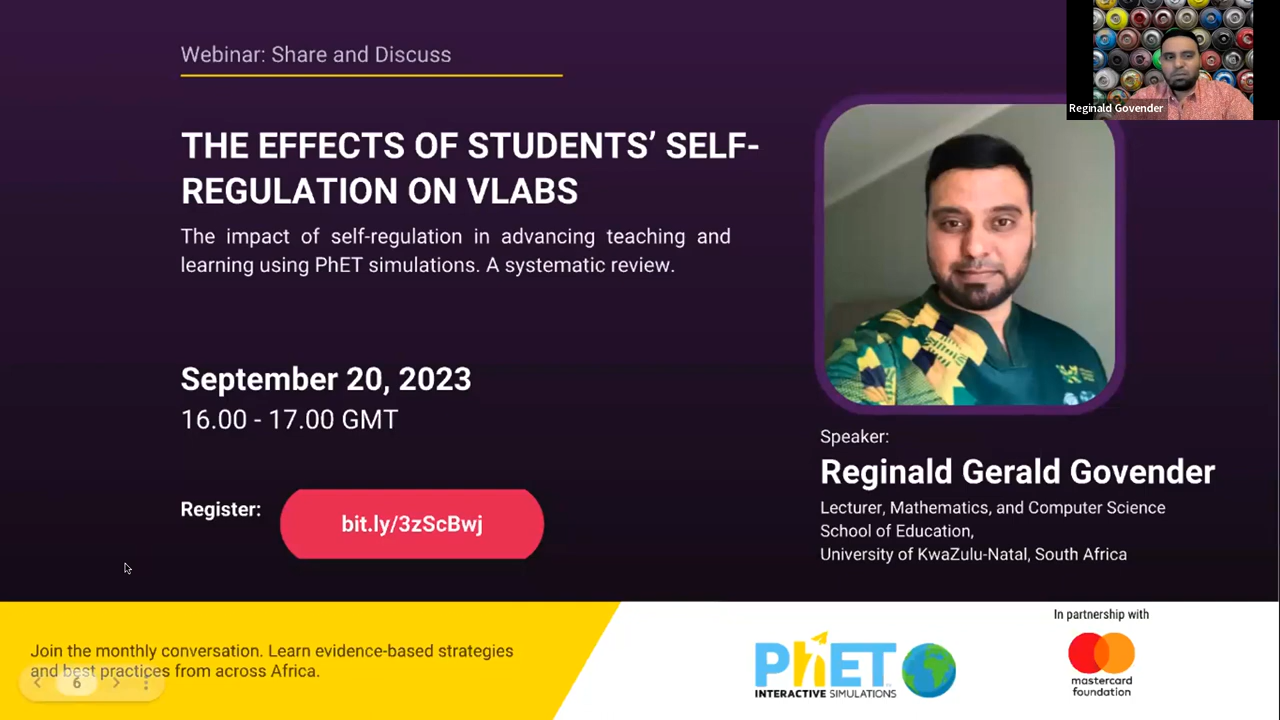 Webinar: Share and Discuss
Reginald Govender
THE EFFECTS OF STUDENTS’ SELF-
REGULATION ON VLABS
The impact of self-regulation in advancing teaching and
learning using PhET simulations. A systematic review.
September 20, 2023
16.00 - 17.00 GMT
Register:
bit.ly/3zScBwj
Speaker:
Reginald Gerald Govender
Lecturer, Mathematics, and Computer Science
School of Education,
University of KwaZulu-Natal, South Africa
Join the monthly conversation. Learn evidence-based strategies
and best practices from across Africa.
6
PhET
INTERACTIVE SIMULATIONS
In partnership with
mastercard
foundation